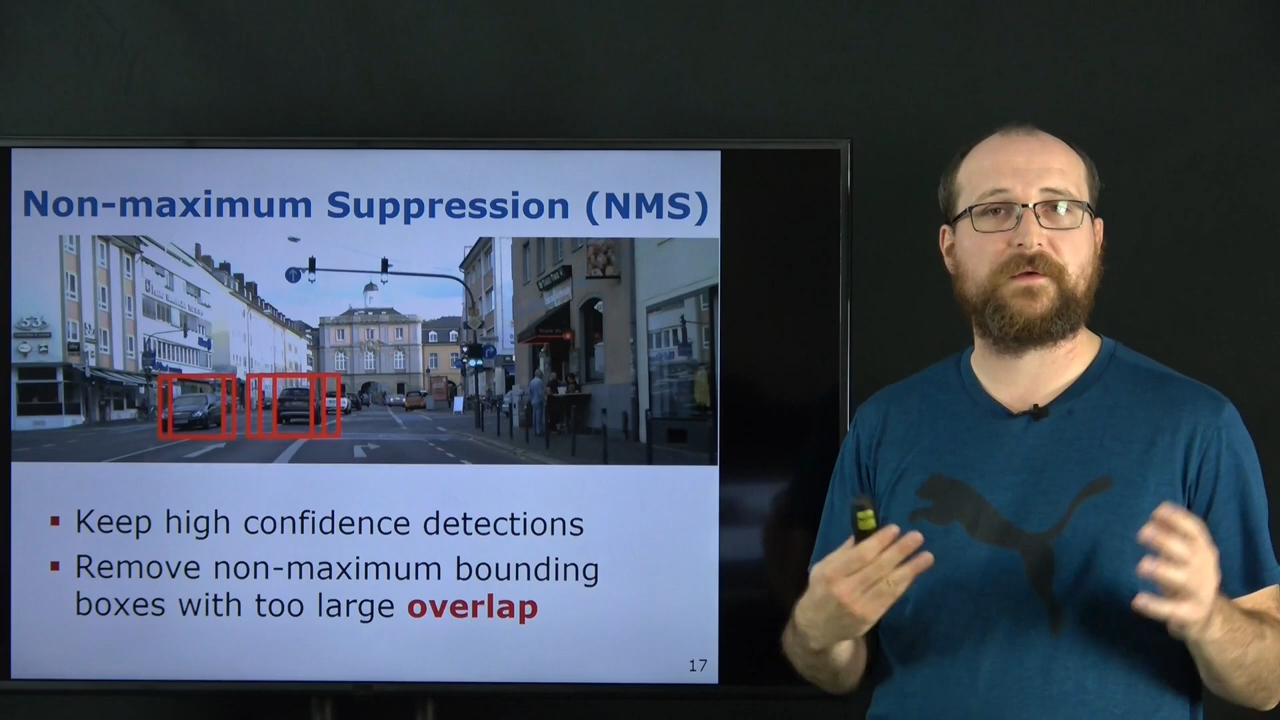 Non-maximum Suppression (NMS)
Keep high confidence detections
Remove non-maximum bounding
boxes with too large overlap
17